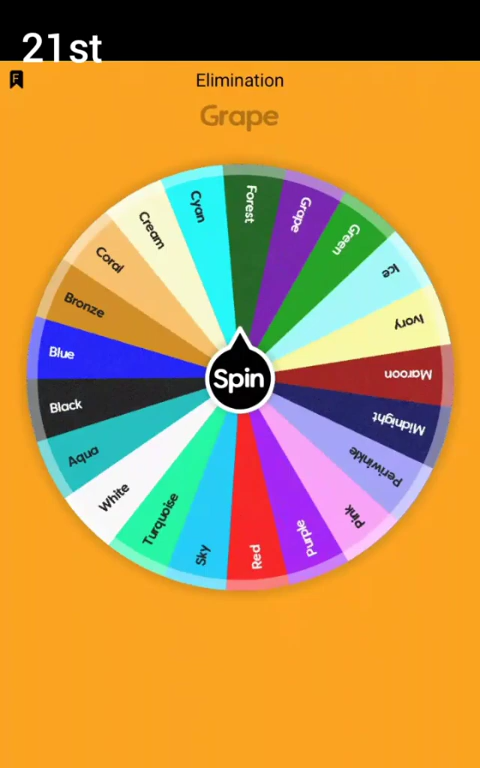 21st
F
Elimination
Grape
Forest
Grape
Green
Ice
Ivory
Maroon
Midnight
Periwinkle
Pink
Purple
Red
Sky
Turquoise
White
Aqua
Black
Blue
Bronze
Coral
Cream
Cyan
Spin